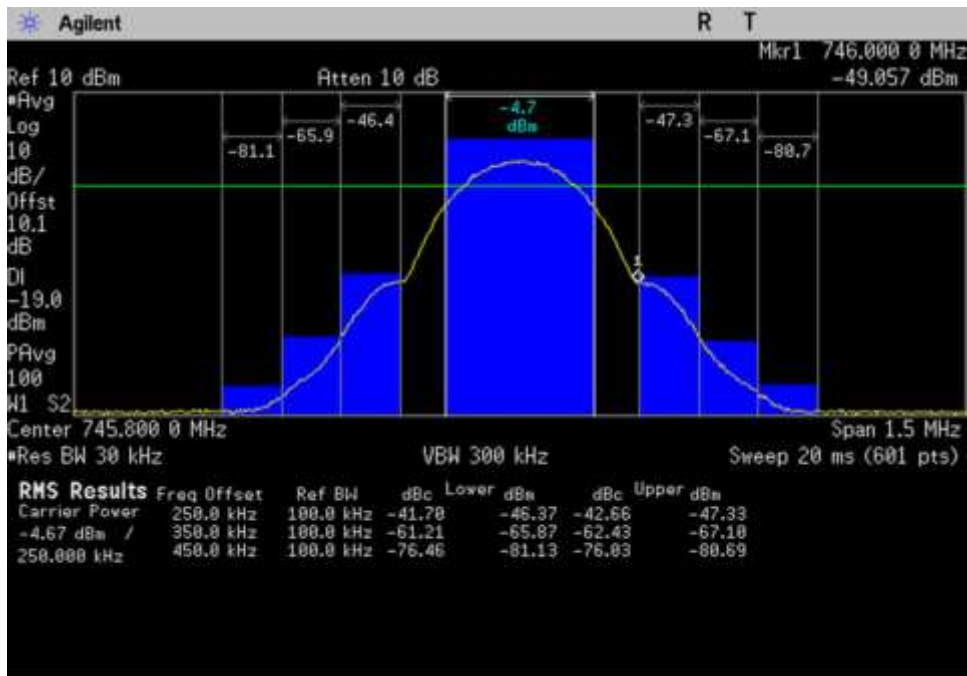 Agilent R T
Mkr1 746.000 0 MHz
Ref 10 dBm Atten 10 dB -49.057 dBm
#Avg
Log
10
dB/
Offst
10.1
dB
DI
-19.0
dBm
PAvg
100
W1 S2
-81.1
-65.9
-46.4
-4.7
dBm
-47.3
-67.1
-80.7
1
Center 745.800 0 MHz Span 1.5 MHz
#Res BW 30 kHz VBW 300 kHz Sweep 20 ms (601 pts)
RMS Results Freq Offset Ref BW dBc Lower dBm dBc Upper dBm
Carrier Power 250.0 kHz 100.0 kHz -41.70 -46.37 -42.66 -47.33
-4.67 dBm / 350.0 kHz 100.0 kHz -61.21 -65.87 -62.43 -67.10
250.000 kHz 450.0 kHz 100.0 kHz -76.46 -81.13 -76.03 -80.69